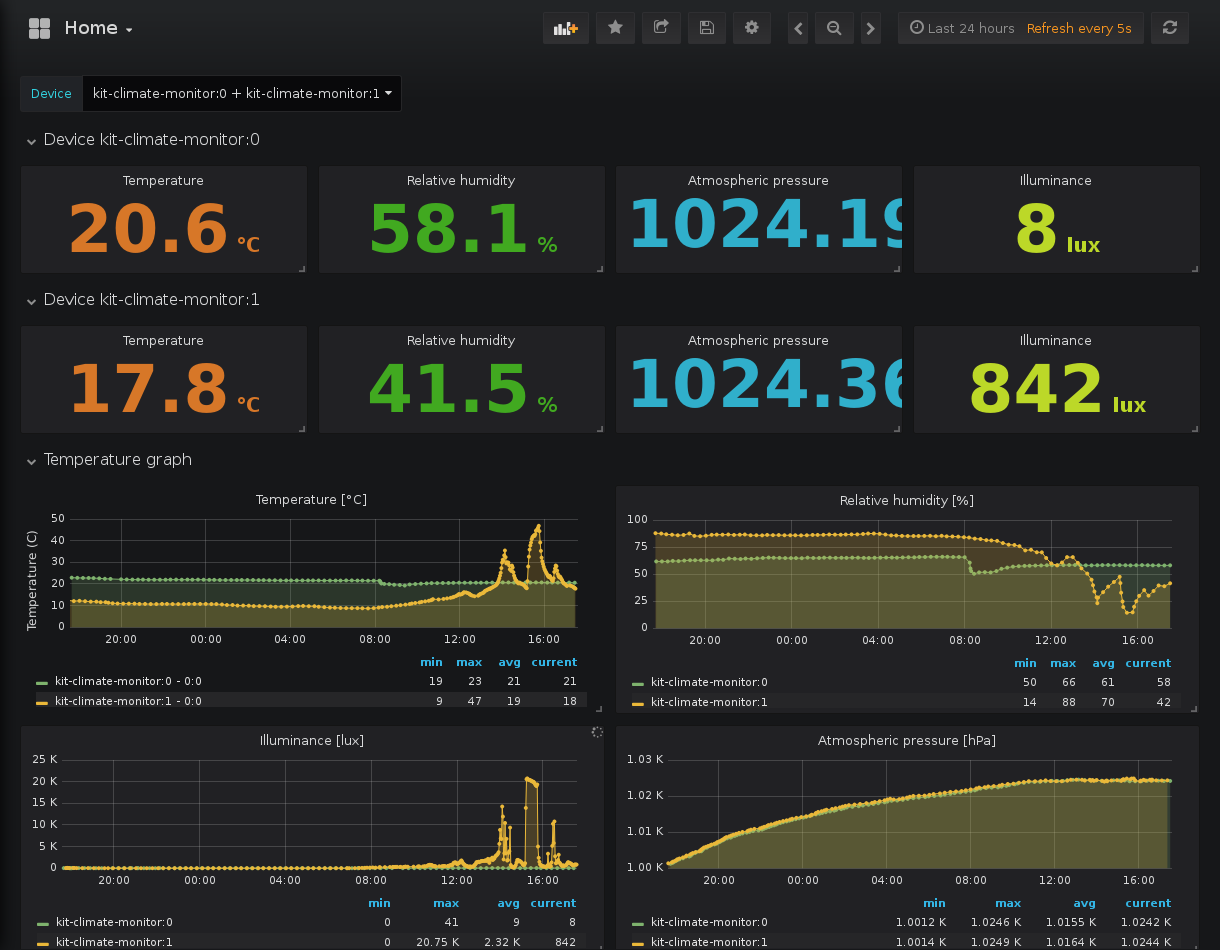 Home
Last 24 hours Refresh every 5s
Device kit-climate-monitor:0 + kit-climate-monitor:1
Device kit-climate-monitor:0
Temperature Relative humidity Atmospheric pressure Illuminance
20.6 °C 58.1 % 1024.19 8 lux
Device kit-climate-monitor:1
Temperature Relative humidity Atmospheric pressure Illuminance
17.8 °C 41.5 % 1024.36 842 lux
Temperature graph
Temperature [°C]
Temperature (C)
50
40
30
20
10
0
20:00 00:00 04:00 08:00 12:00 16:00
min max avg current
kit-climate-monitor:0 - 0:0 19 23 21 21
kit-climate-monitor:1 - 0:0 9 47 19 18
Relative humidity [%]
100
75
50
25
0
20:00 00:00 04:00 08:00 12:00 16:00
min max avg current
kit-climate-monitor:0 50 66 61 58
kit-climate-monitor:1 14 88 70 42
Illuminance [lux]
25 K
20 K
15 K
10 K
5 K
0
20:00 00:00 04:00 08:00 12:00 16:00
min max avg current
kit-climate-monitor:0 0 41 9 8
kit-climate-monitor:1 0 20.75 K 2.32 K 842
Atmospheric pressure [hPa]
1.03 K
1.02 K
1.01 K
1.00 K
20:00 00:00 04:00 08:00 12:00 16:00
min max avg current
kit-climate-monitor:0 1.0012 K 1.0246 K 1.0155 K 1.0242 K
kit-climate-monitor:1 1.0014 K 1.0249 K 1.0164 K 1.0244 K